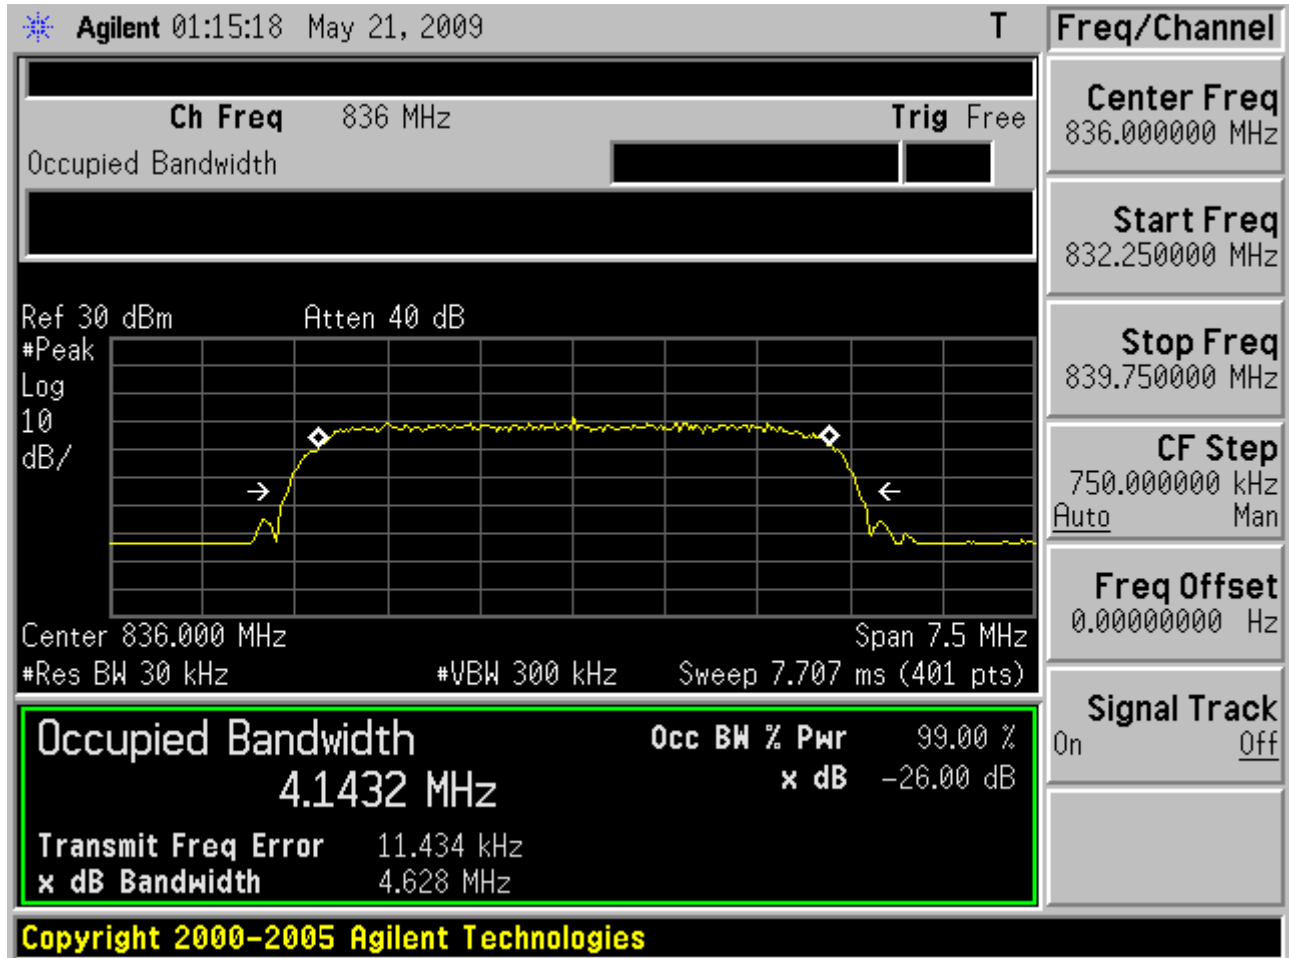 Agilent 01:15:18 May 21, 2009 T
Freq/Channel
Ch Freq 836 MHz Trig Free
Occupied Bandwidth
Center Freq
836.000000 MHz
Start Freq
832.250000 MHz
Stop Freq
839.750000 MHz
CF Step
750.000000 kHz
Auto Man
Freq Offset
0.00000000 Hz
Signal Track
On Off
Ref 30 dBm Atten 40 dB
#Peak
Log
10
dB/
Center 836.000 MHz Span 7.5 MHz
#Res BW 30 kHz #VBW 300 kHz Sweep 7.707 ms (401 pts)
Occupied Bandwidth Occ BW % Pwr 99.00 %
4.1432 MHz x dB -26.00 dB
Transmit Freq Error 11.434 kHz
x dB Bandwidth 4.628 MHz
Copyright 2000-2005 Agilent Technologies